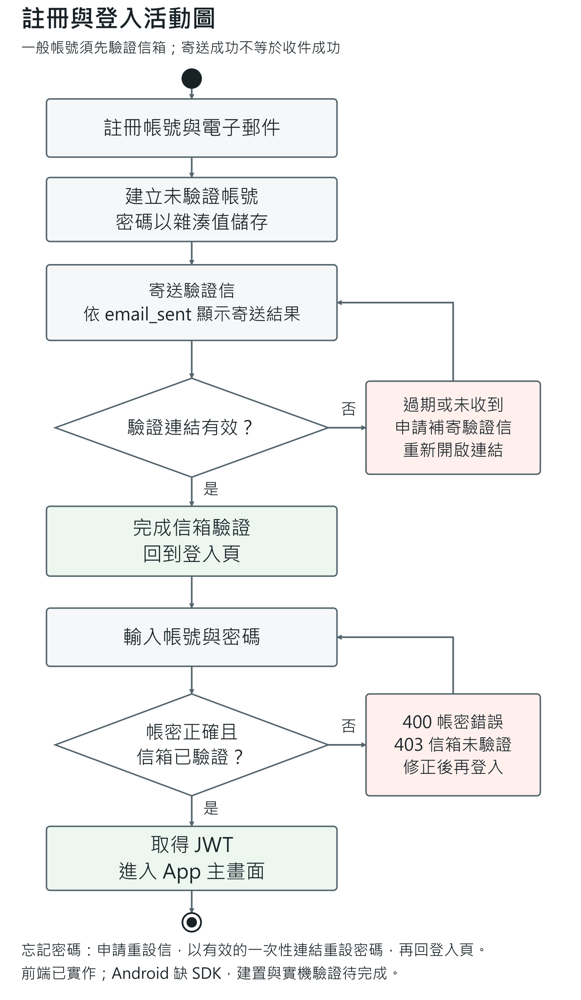 註冊與登入活動圖
一般帳號須先驗證信箱；寄送成功不等於收件成功
註冊帳號與電子郵件
建立未驗證帳號
密碼以雜湊值儲存
寄送驗證信
依 email_sent 顯示寄送結果
驗證連結有效？
否
過期或未收到
申請補寄驗證信
重新開啟連結
是
完成信箱驗證
回到登入頁
輸入帳號與密碼
帳密正確且
信箱已驗證？
否
400 帳密錯誤
403 信箱未驗證
修正後再登入
是
取得 JWT
進入 App 主畫面
忘記密碼：申請重設信，以有效的一次性連結重設密碼，再回登入頁。
前端已實作；Android 缺 SDK，建置與實機驗證待完成。